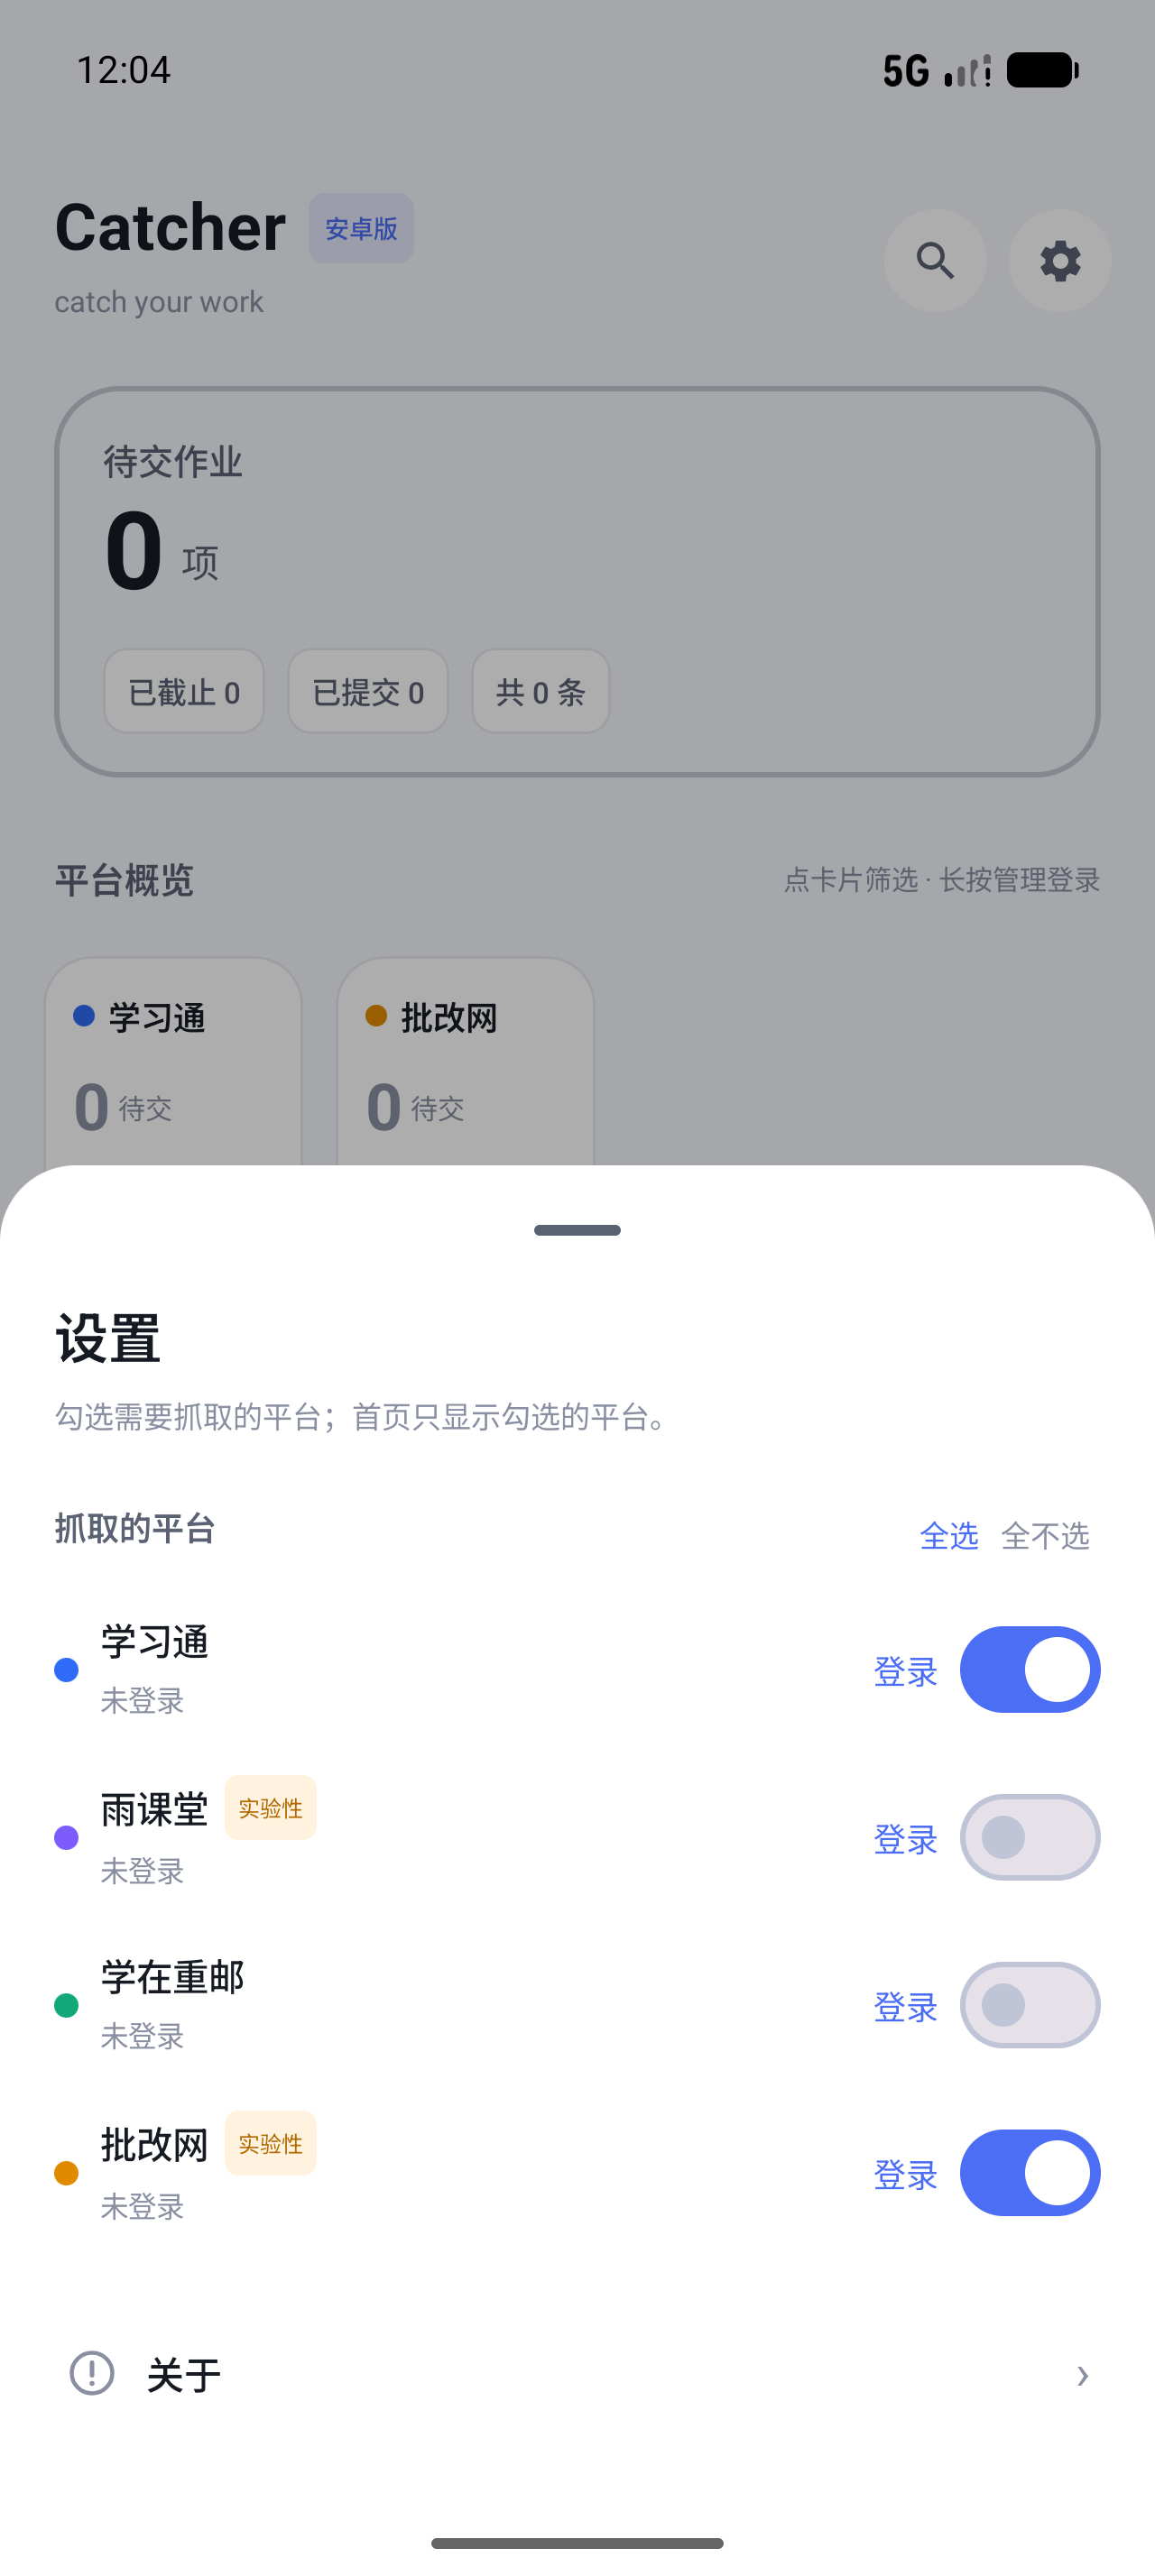 12:04
5G
Catcher 安卓版
catch your work
待交作业
0 项
已截止 0 已提交 0 共 0 条
平台概览 点卡片筛选 · 长按管理登录
学习通 批改网
0 待交 0 待交
设置
勾选需要抓取的平台；首页只显示勾选的平台。
抓取的平台 全选 全不选
学习通
未登录
登录
雨课堂 实验性
未登录
登录
学在重邮
未登录
登录
批改网 实验性
未登录
登录
关于